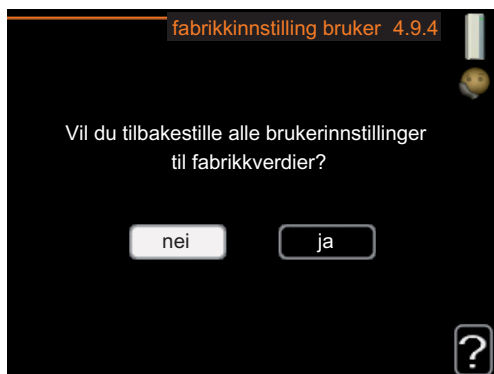 fabrikkinnstilling bruker 4.9.4
Vil du tilbakestille alle brukerinnstillinger
til fabrikkverdier?
nei ja
?